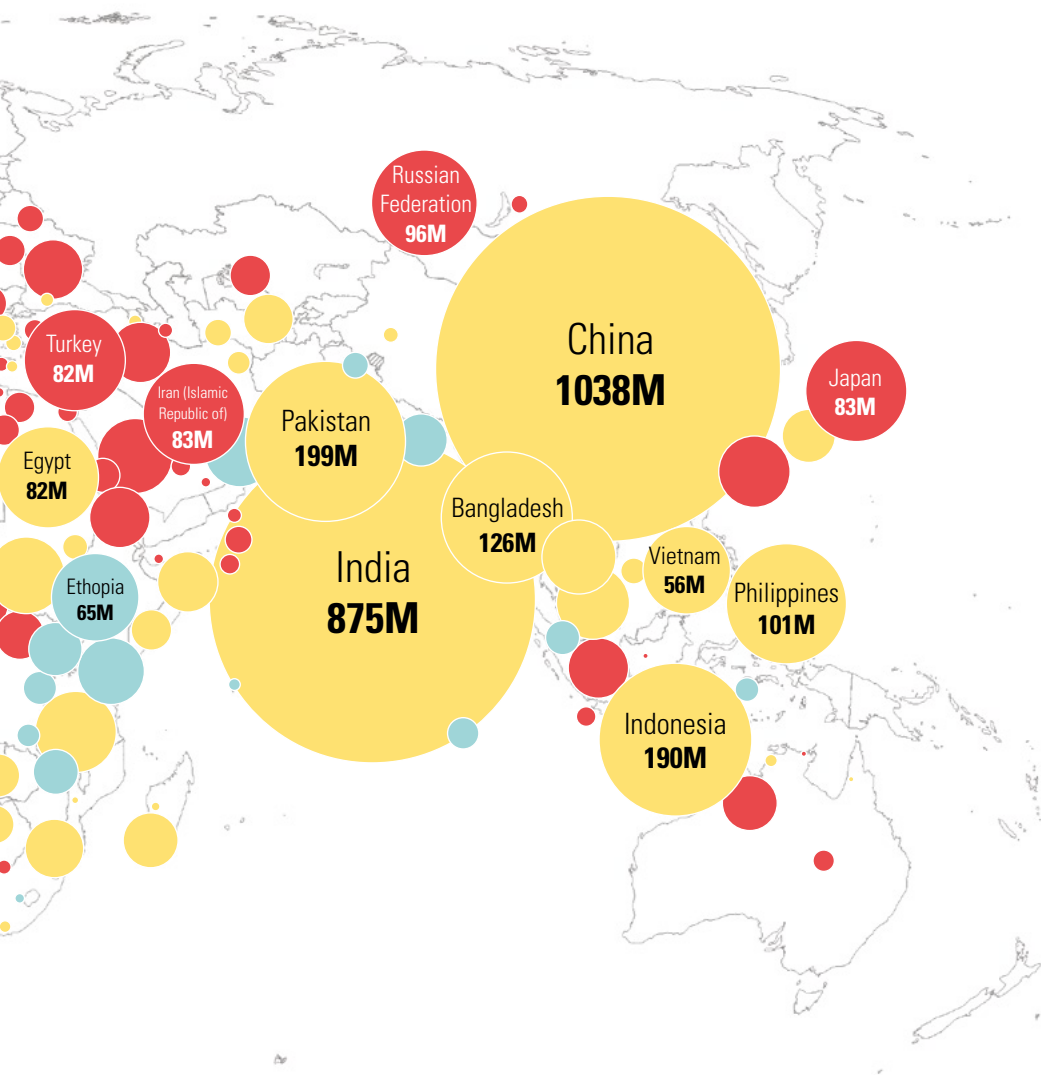 Russian
Federation
96M
China
1038M
Turkey
82M
Iran (Islamic
Republic of)
83M
Japan
83M
Pakistan
199M
Egypt
82M
Bangladesh
126M
India
875M
Vietnam
56M
Ethopia
65M
Philippines
101M
Indonesia
190M